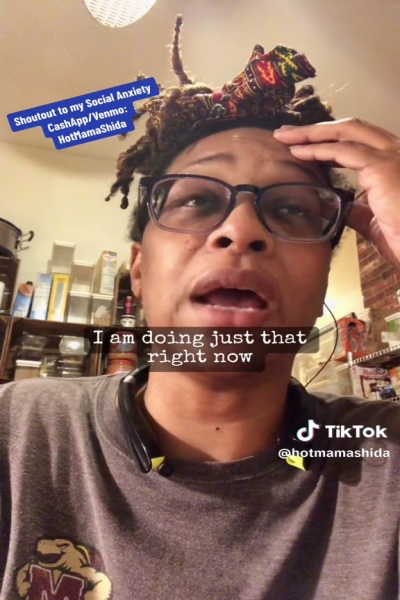 Shoutout to my Social Anxiety
CashApp/Venmo:
HotMamaShida
I am doing just that
right now
TikTok
@hotmamashida
M